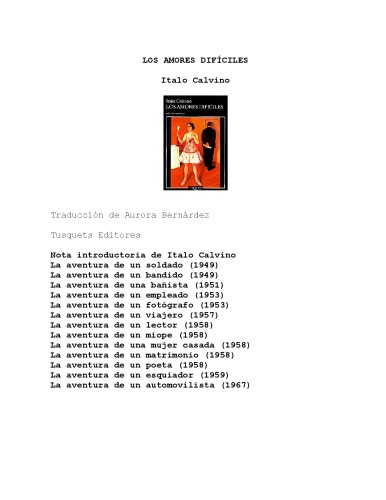 LOS AMORES DIFÍCILES
Italo Calvino
Italo Calvino
LOS AMORES DIFÍCILES
Traducción de Aurora Bernárdez
Tusquets Editores
Nota introductoria de Italo Calvino
La aventura de un soldado (1949)
La aventura de un bandido (1949)
La aventura de una bañista (1951)
La aventura de un empleado (1953)
La aventura de un fotógrafo (1953)
La aventura de un viajero (1957)
La aventura de un lector (1958)
La aventura de un miope (1958)
La aventura de una mujer casada (1958)
La aventura de un matrimonio (1958)
La aventura de un poeta (1958)
La aventura de un esquiador (1959)
La aventura de un automovilista (1967)